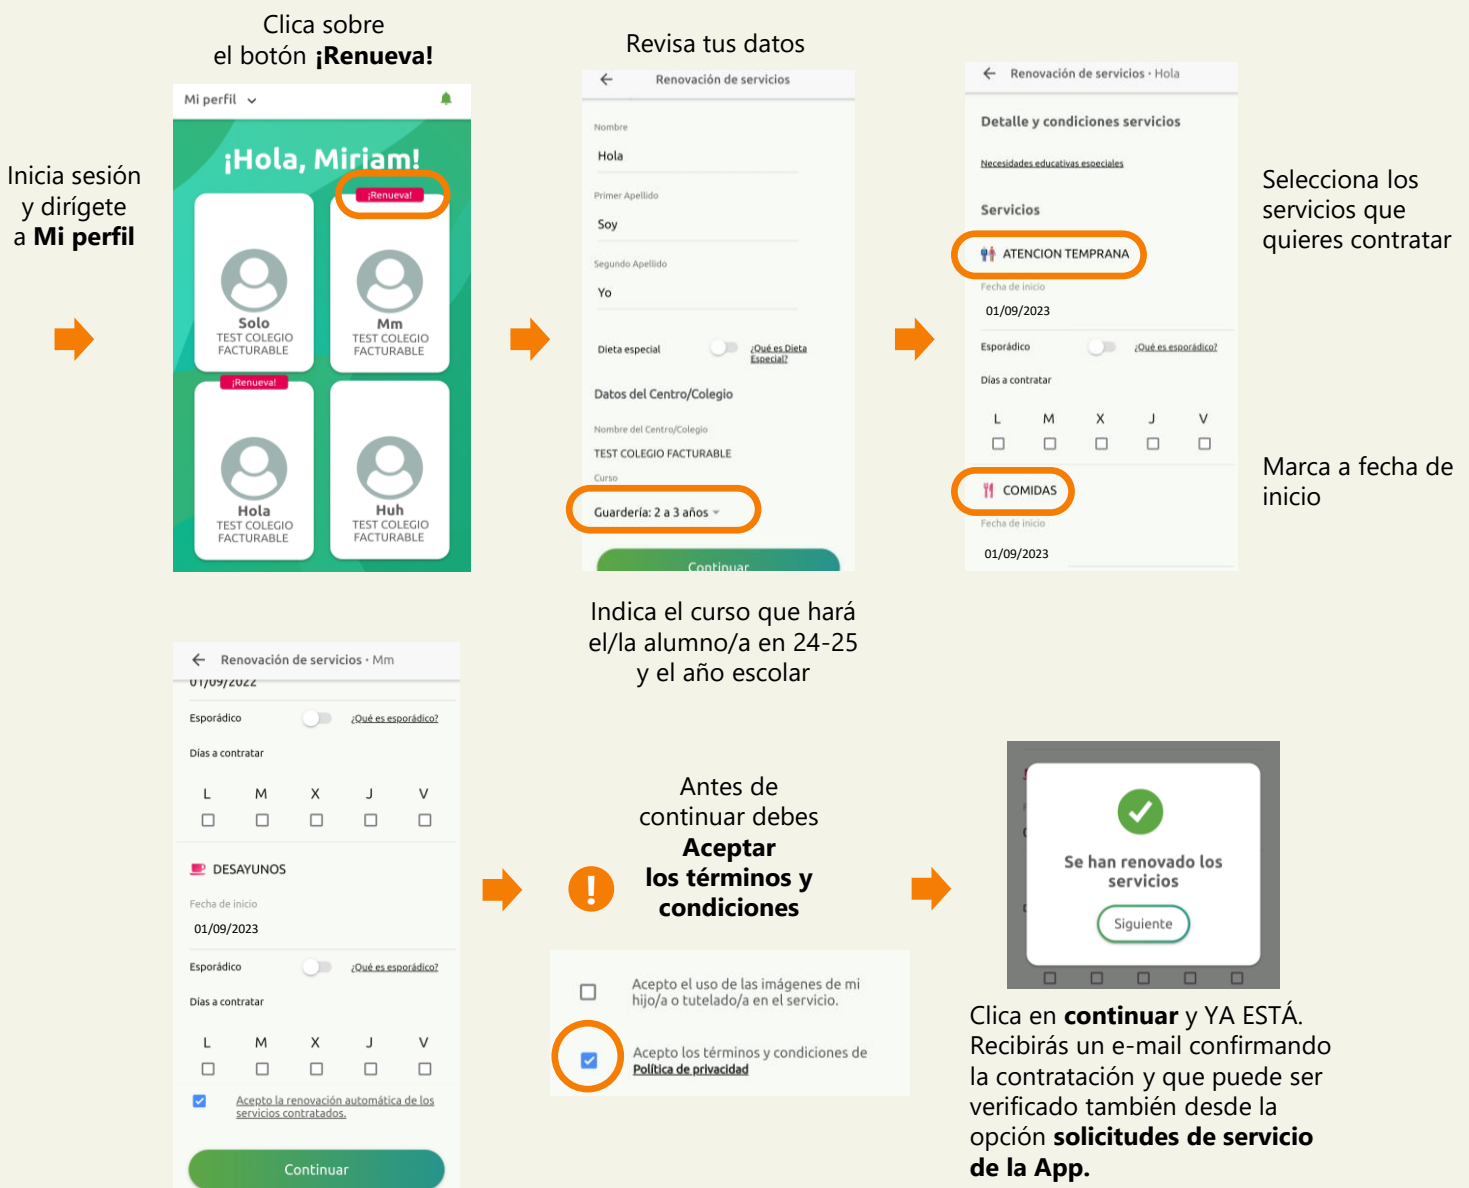 Inicia sesión
y dirígete
a Mi perfil
Clica sobre
el botón ¡Renueva!
Mi perfil
¡Hola, Miriam!
¡Renueva!
Solo
TEST COLEGIO
FACTURABLE
Mm
TEST COLEGIO
FACTURABLE
¡Renueva!
Hola
TEST COLEGIO
FACTURABLE
Huh
TEST COLEGIO
FACTURABLE
Revisa tus datos
Renovación de servicios
Nombre
Hola
Primer Apellido
Soy
Segundo Apellido
Yo
Dieta especial
¿Qué es Dieta
Especial?
Datos del Centro/Colegio
Nombre del Centro/Colegio
TEST COLEGIO FACTURABLE
Curso
Guardería: 2 a 3 años
Continuar
Indica el curso que hará
el/la alumno/a en 24-25
y el año escolar
Renovación de servicios · Hola
Detalle y condiciones servicios
Necesidades educativas especiales
Servicios
ATENCION TEMPRANA
Fecha de inicio
01/09/2023
Esporádico
¿Qué es esporádico?
Días a contratar
L M X J V
COMIDAS
Fecha de inicio
01/09/2023
Selecciona los
servicios que
quieres contratar
Marca a fecha de
inicio
Renovación de servicios · Mm
01/09/2022
Esporádico
¿Qué es esporádico?
Días a contratar
L M X J V
DESAYUNOS
Fecha de inicio
01/09/2023
Esporádico
¿Qué es esporádico?
Días a contratar
L M X J V
Acepto la renovación automática de los
servicios contratados.
Continuar
!
Antes de
continuar debes
Aceptar
los términos y
condiciones
Acepto el uso de las imágenes de mi
hijo/a o tutelado/a en el servicio.
Acepto los términos y condiciones de
Política de privacidad
Se han renovado los
servicios
Siguiente
Clica en continuar y YA ESTÁ.
Recibirás un e-mail confirmando
la contratación y que puede ser
verificado también desde la
opción solicitudes de servicio
de la App.